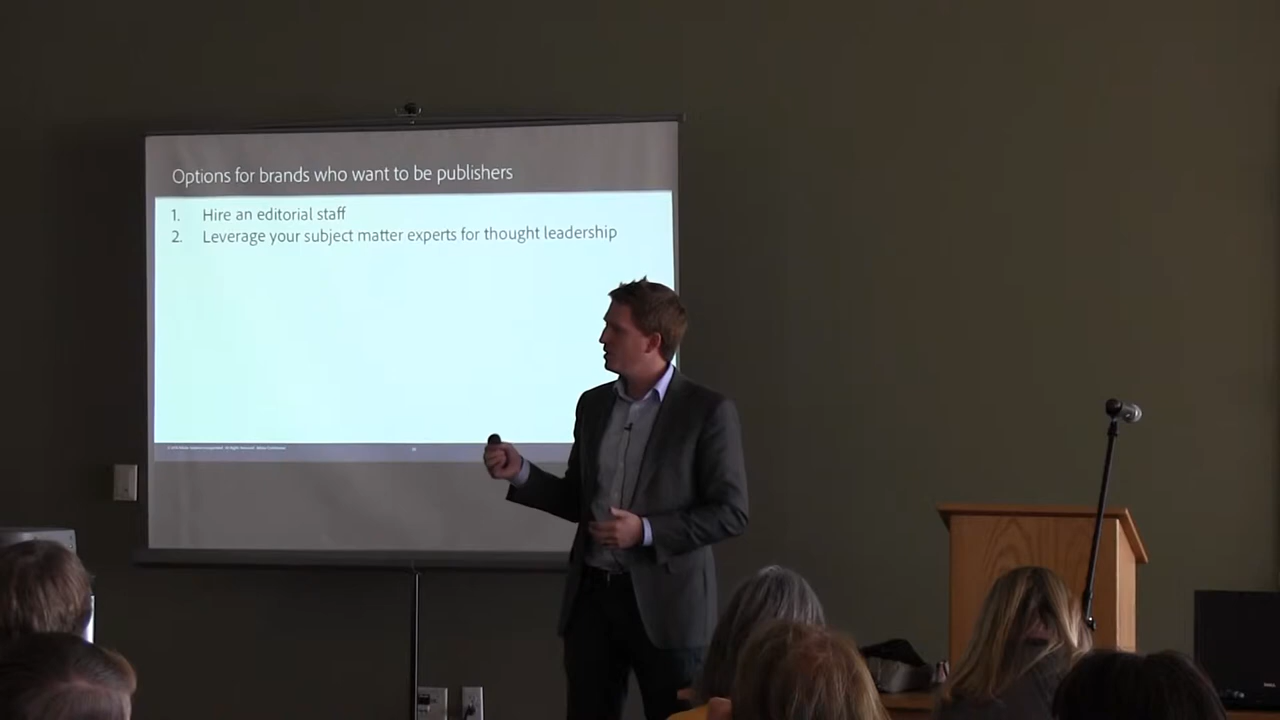 Options for brands who want to be publishers
1. Hire an editorial staff
2. Leverage your subject matter experts for thought leadership